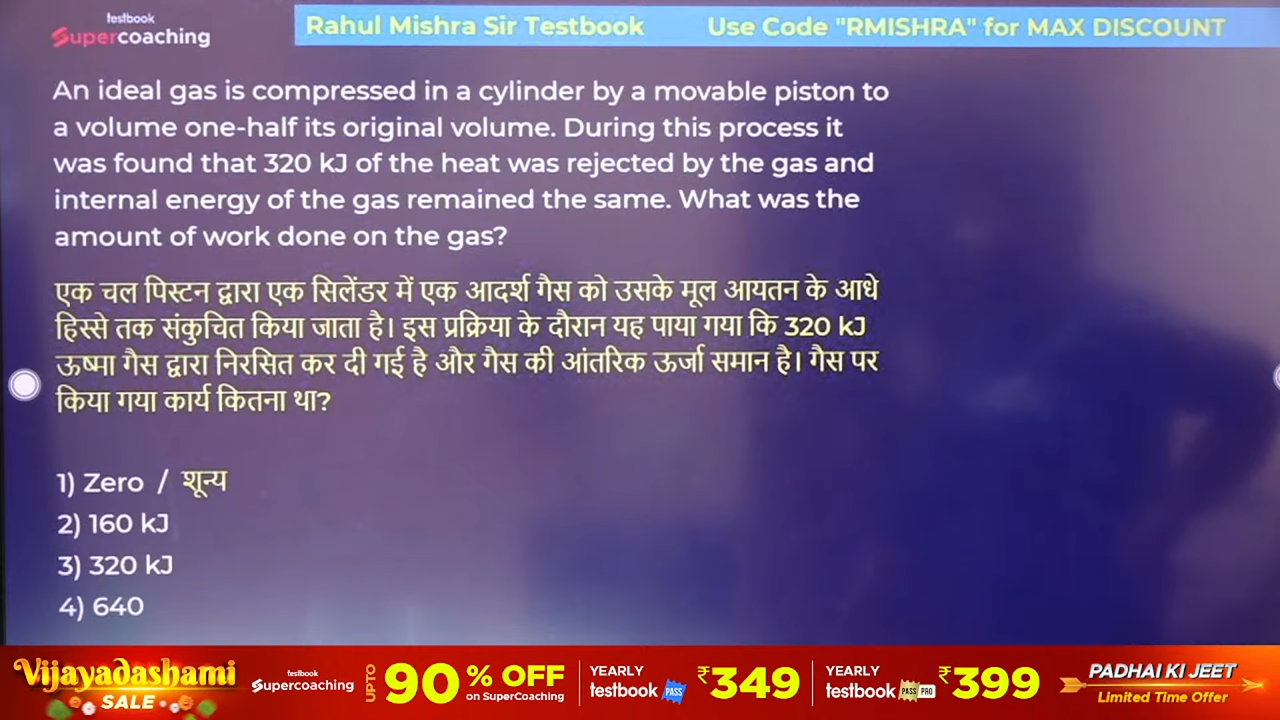 testbook
Supercoaching
Rahul Mishra Sir Testbook
Use Code "RMISHRA" for MAX DISCOUNT
An ideal gas is compressed in a cylinder by a movable piston to
a volume one-half its original volume. During this process it
was found that 320 kJ of the heat was rejected by the gas and
internal energy of the gas remained the same. What was the
amount of work done on the gas?
एक चल पिस्टन द्वारा एक सिलेंडर में एक आदर्श गैस को उसके मूल आयतन के आधे
हिस्से तक संकुचित किया जाता है। इस प्रक्रिया के दौरान यह पाया गया कि 320 kJ
ऊष्मा गैस द्वारा निरसित कर दी गई है और गैस की आंतरिक ऊर्जा समान है। गैस पर
किया गया कार्य कितना था?
1) Zero / शून्य
2) 160 kJ
3) 320 kJ
4) 640
Vijayadashami
SALE
testbook
Supercoaching
UPTO
90% OFF
on SuperCoaching
YEARLY
testbook PASS
₹349
YEARLY
testbook PASS PRO
₹399
PADHAI KI JEET
Limited Time Offer